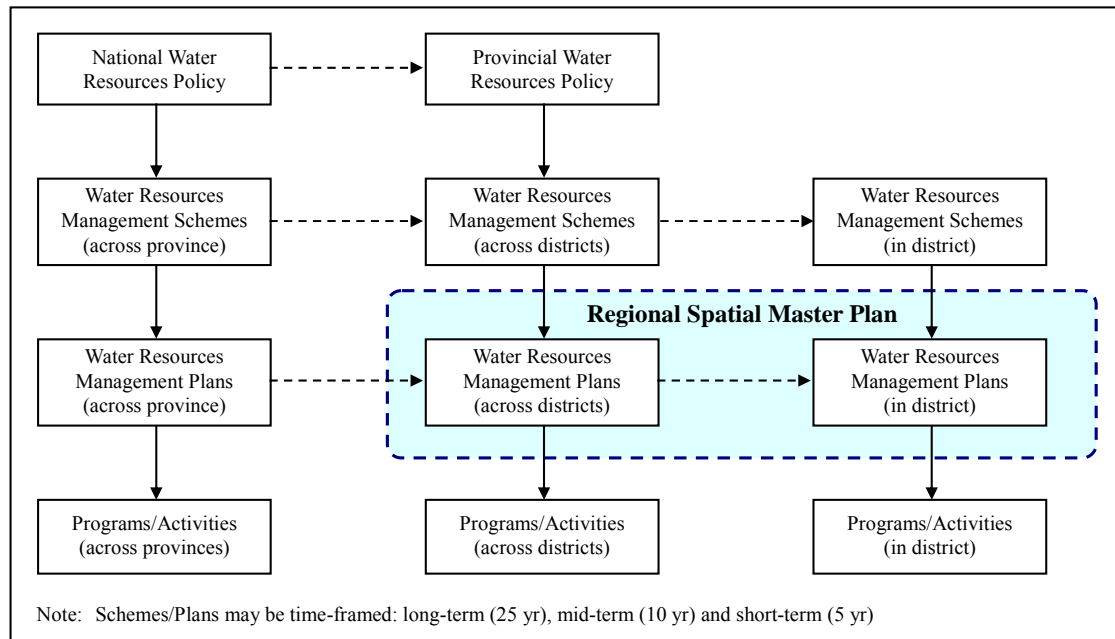 National Water
Resources Policy
Provincial Water
Resources Policy
Water Resources
Management Schemes
(across province)
Water Resources
Management Schemes
(across districts)
Water Resources
Management Schemes
(in district)
Regional Spatial Master Plan
Water Resources
Management Plans
(across province)
Water Resources
Management Plans
(across districts)
Water Resources
Management Plans
(in district)
Programs/Activities
(across provinces)
Programs/Activities
(across districts)
Programs/Activities
(in district)
Note: Schemes/Plans may be time-framed: long-term (25 yr), mid-term (10 yr) and short-term (5 yr)